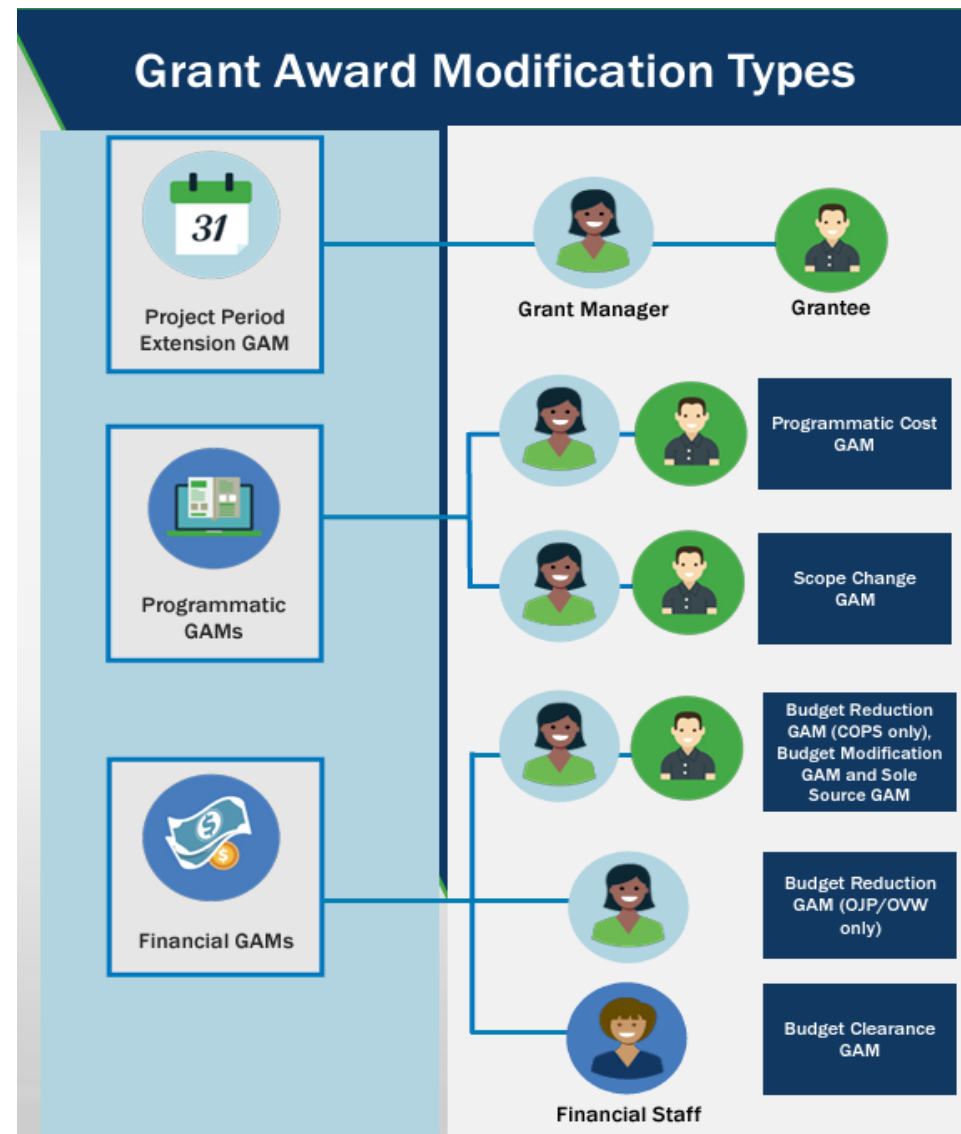 Grant Award Modification Types
31
Project Period
Extension GAM
Grant Manager
Grantee
Programmatic
GAMs
Programmatic Cost
GAM
Scope Change
GAM
Financial GAMs
Budget Reduction
GAM (COPS only),
Budget Modification
GAM and Sole
Source GAM
Budget Reduction
GAM (OJP/OVW
only)
Budget Clearance
GAM
Financial Staff